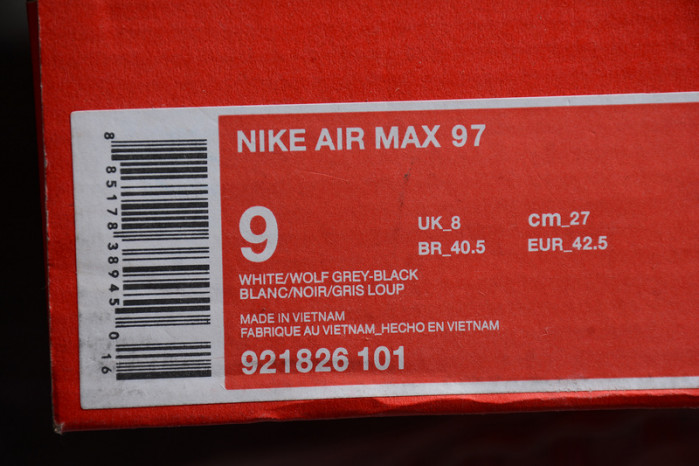 NIKE AIR MAX 97
9
UK_8 cm_27
BR_40.5 EUR_42.5
WHITE/WOLF GREY-BLACK
BLANC/NOIR/GRIS LOUP
MADE IN VIETNAM
FABRIQUE AU VIETNAM_HECHO EN VIETNAM
921826 101
8 85178 38945 0 16